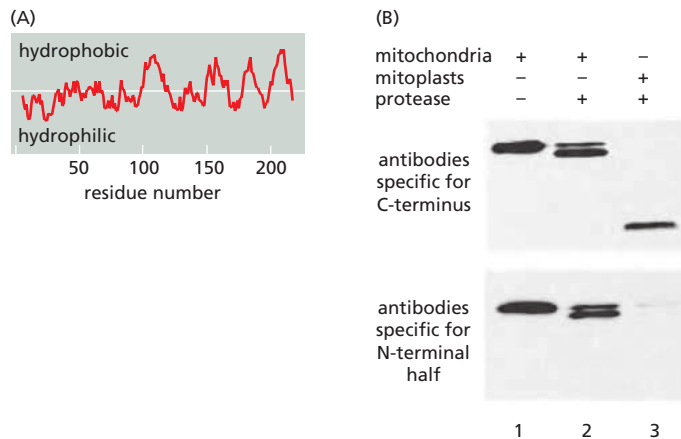 (A)
hydrophobic
hydrophilic
50 100 150 200
residue number
(B)
mitochondria + + –
mitoplasts – – +
protease – + +
antibodies
specific for
C-terminus
antibodies
specific for
N-terminal
half
1 2 3